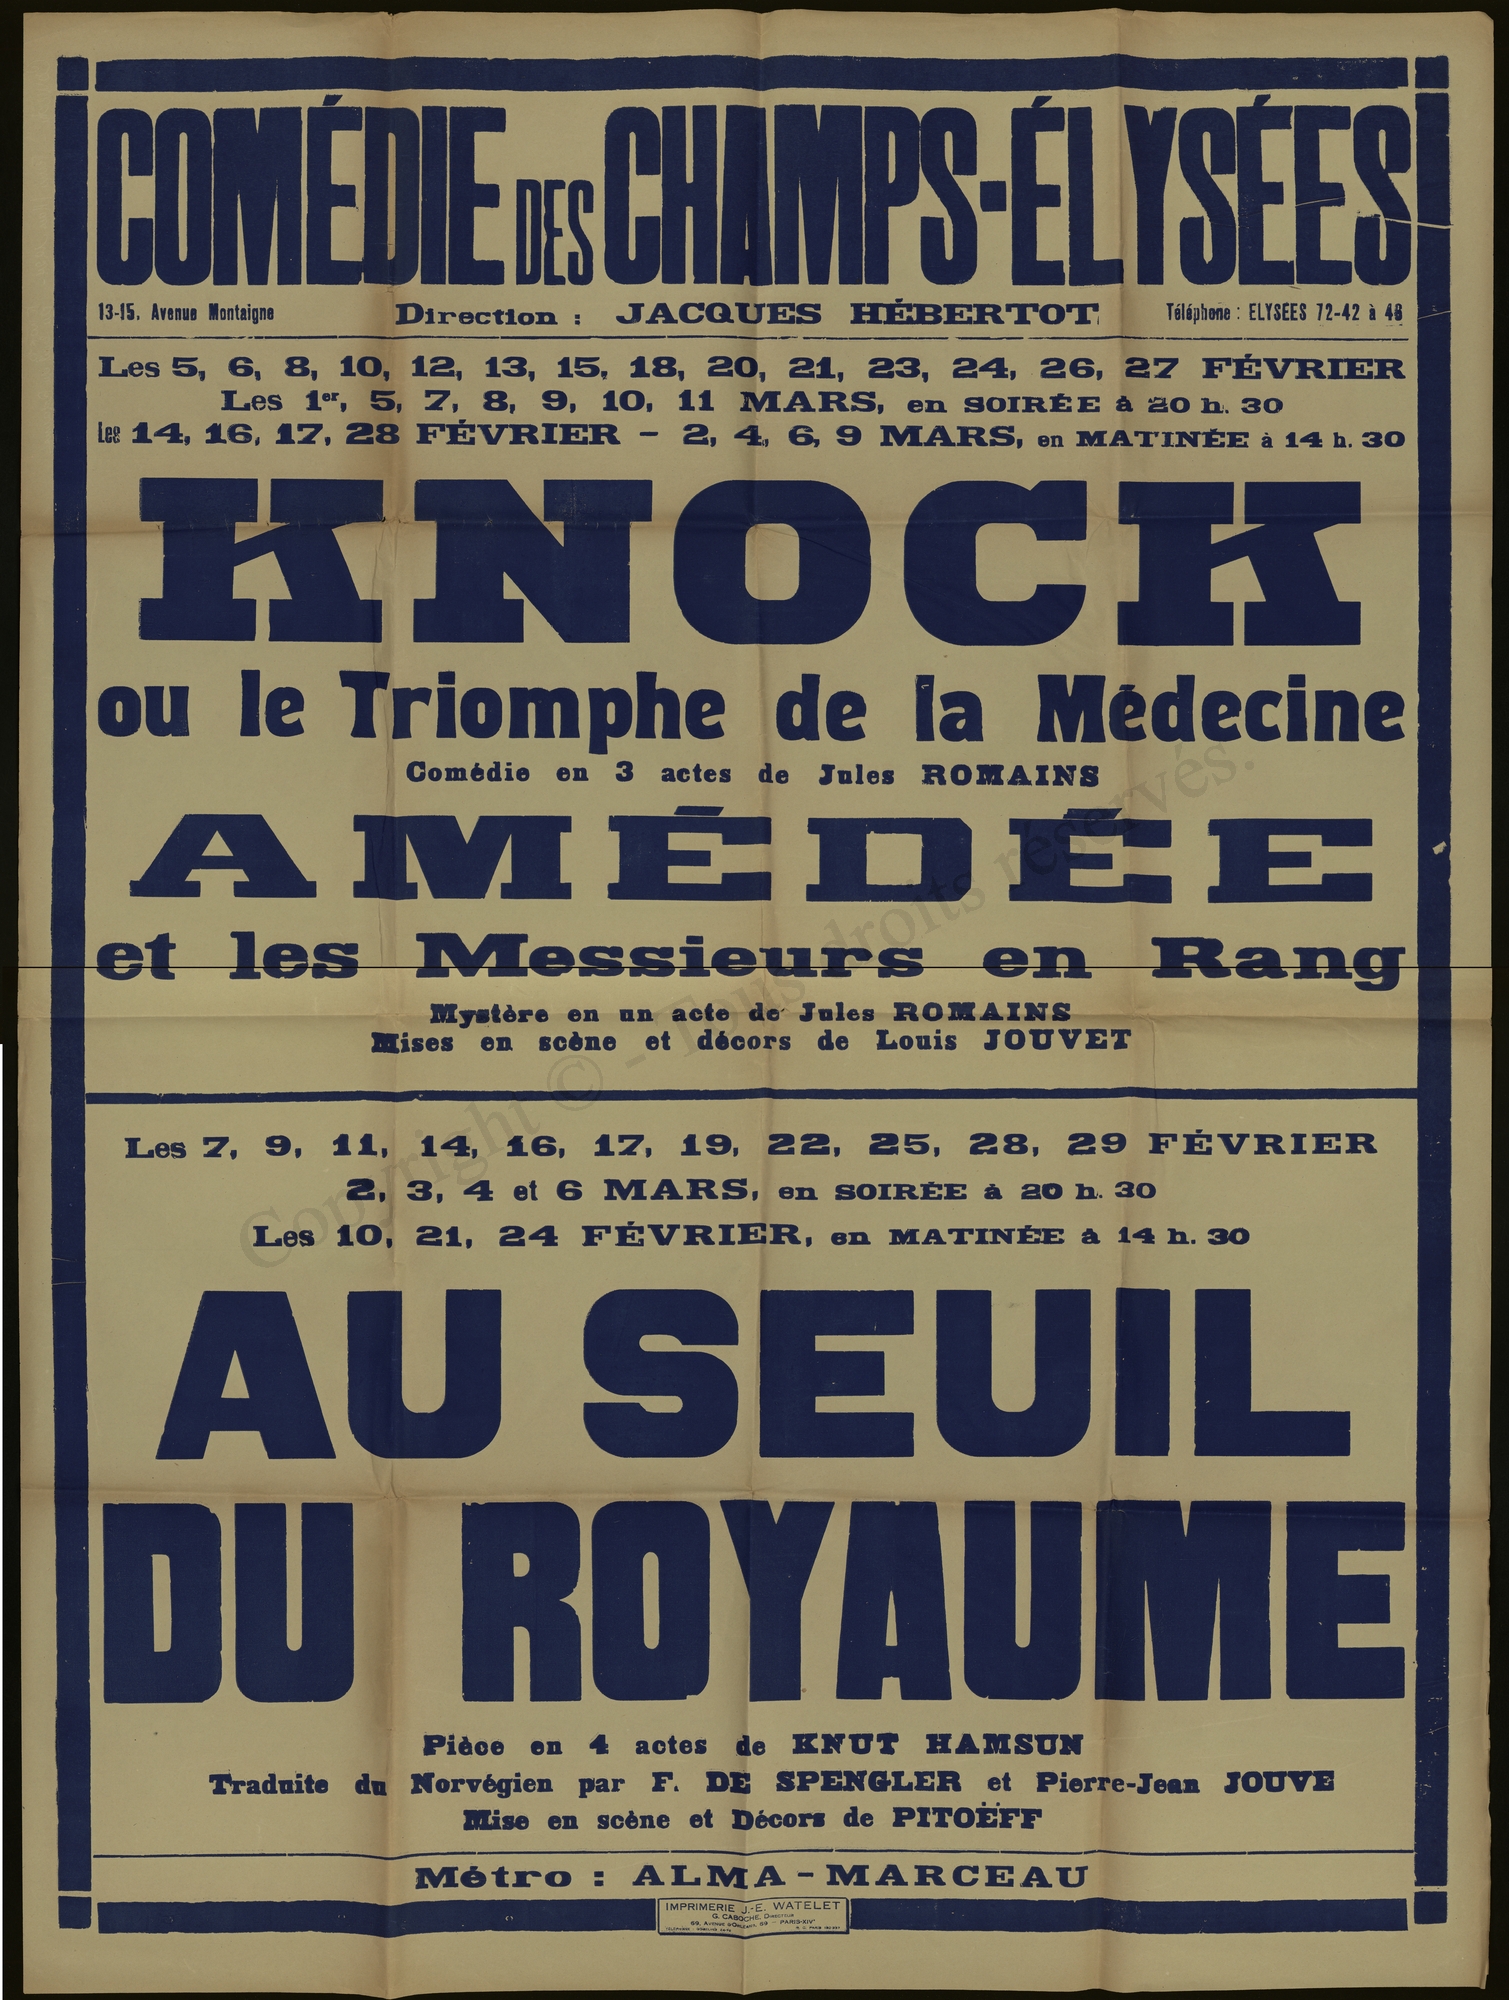 COMÉDIE DES CHAMPS-ÉLYSÉES
13-15, Avenue Montaigne Direction : JACQUES HÉBERTOT Téléphone : ELYSEES 72-42 à 48
Les 5, 6, 8, 10, 12, 13, 15, 18, 20, 21, 23, 24, 26, 27 FÉVRIER
Les 1er, 5, 7, 8, 9, 10, 11 MARS, en SOIRÉE à 20 h. 30
Les 14, 16, 17, 28 FÉVRIER - 2, 4, 6, 9 MARS, en MATINÉE à 14 h. 30
KNOCK
ou le Triomphe de la Médecine
Comédie en 3 actes de Jules ROMAINS
AMÉDÉE
et les Messieurs en Rang
Mystère en un acte de Jules ROMAINS
Mises en scène et décors de Louis JOUVET
Les 7, 9, 11, 14, 16, 17, 19, 22, 25, 28, 29 FÉVRIER
2, 3, 4 et 6 MARS, en SOIRÉE à 20 h. 30
Les 10, 21, 24 FÉVRIER, en MATINÉE à 14 h. 30
AU SEUIL
DU ROYAUME
Pièce en 4 actes de KNUT HAMSUN
Traduite du Norvégien par F. DE SPENGLER et Pierre-Jean JOUVE
Mise en scène et Décors de PITOËFF
Métro : ALMA-MARCEAU
IMPRIMERIE J.-E. WATELET
G. CABOCHE, Directeur
69, Avenue d'Orléans, 69 - PARIS-XIVe
Copyright © - Tous droits réservés.